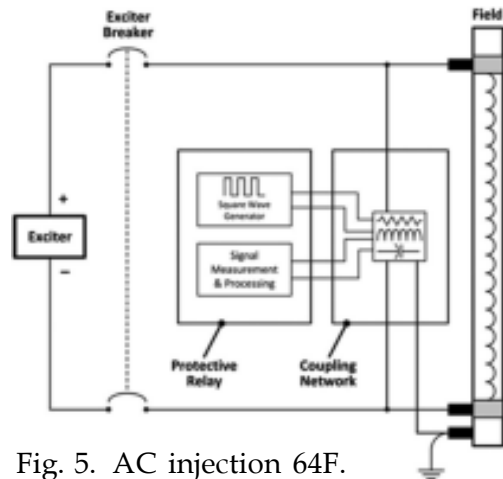 Exciter
Breaker
Field
+
Exciter
−
Square Wave
Generator
Signal
Measurement
& Processing
Protective
Relay
Coupling
Network
Fig. 5. AC injection 64F.